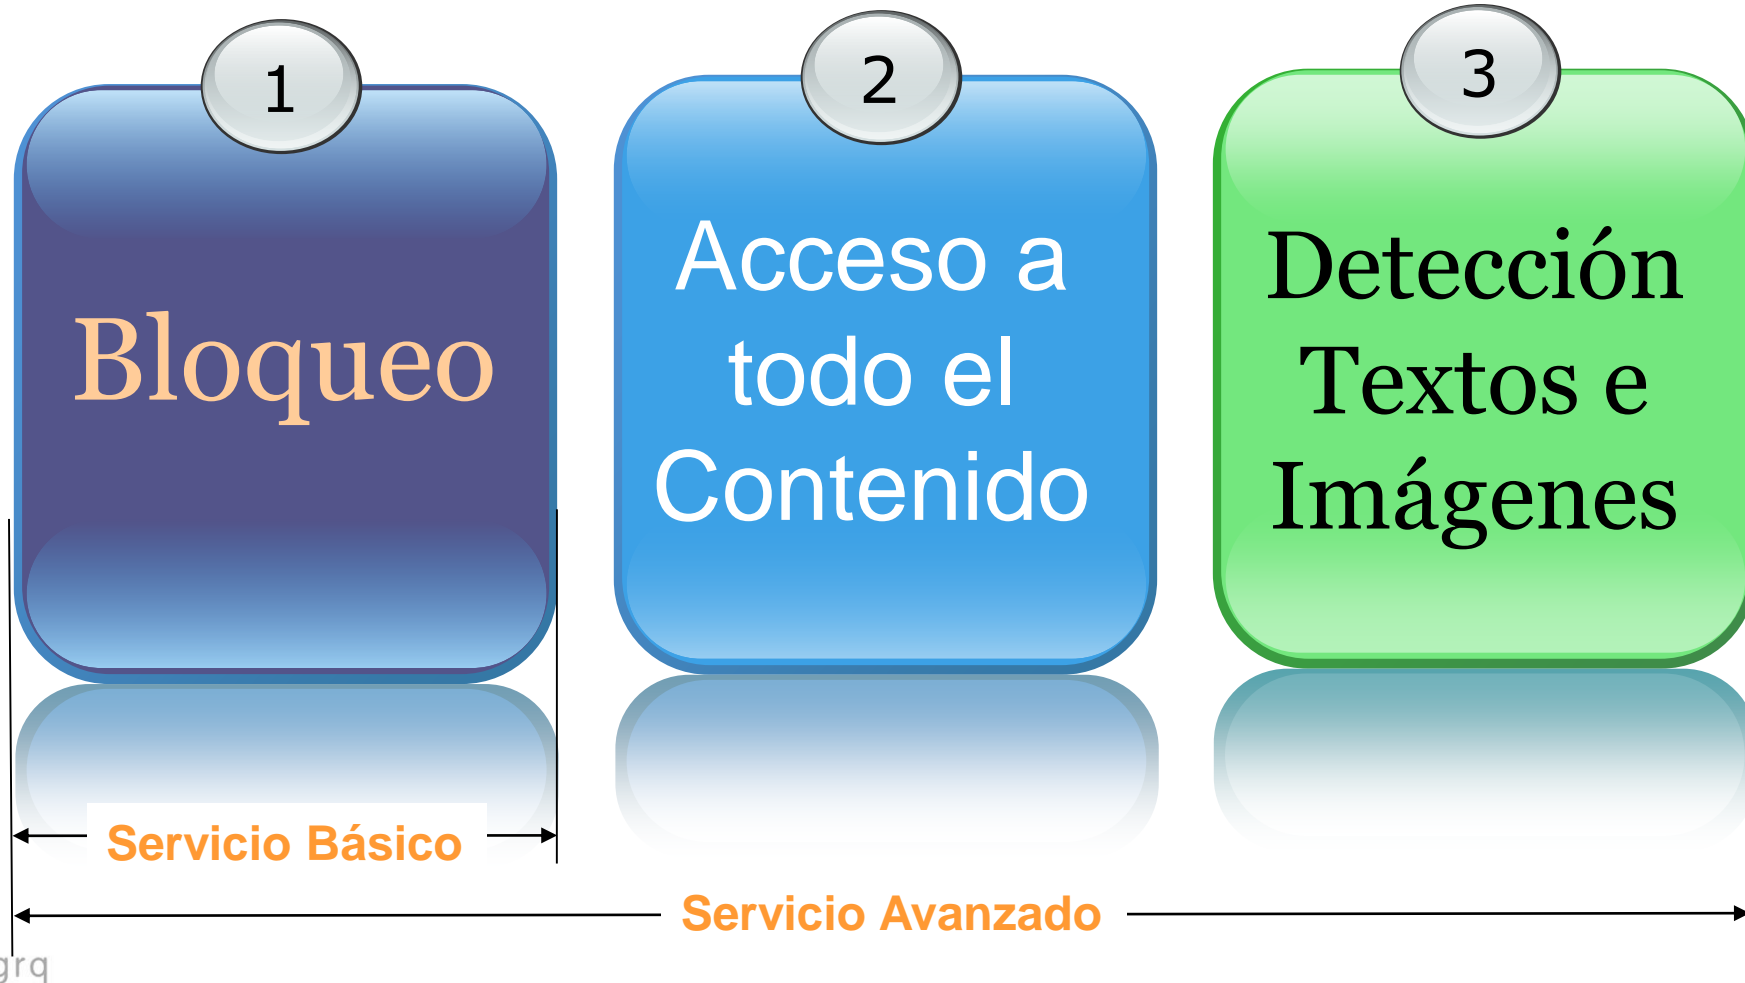 1
2
3
Bloqueo
Acceso a
todo el
Contenido
Detección
Textos e
Imágenes
Servicio Básico
Servicio Avanzado
grq